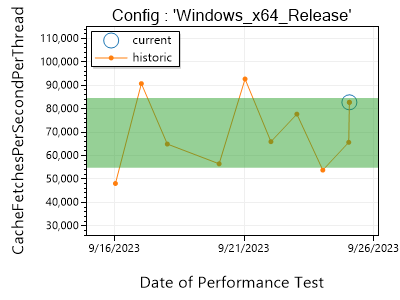 Config : 'Windows_x64_Release'
CacheFetchesPerSecondPerThread
110,000
100,000
90,000
80,000
70,000
60,000
50,000
40,000
30,000
current
historic
9/16/2023
9/21/2023
9/26/2023
Date of Performance Test